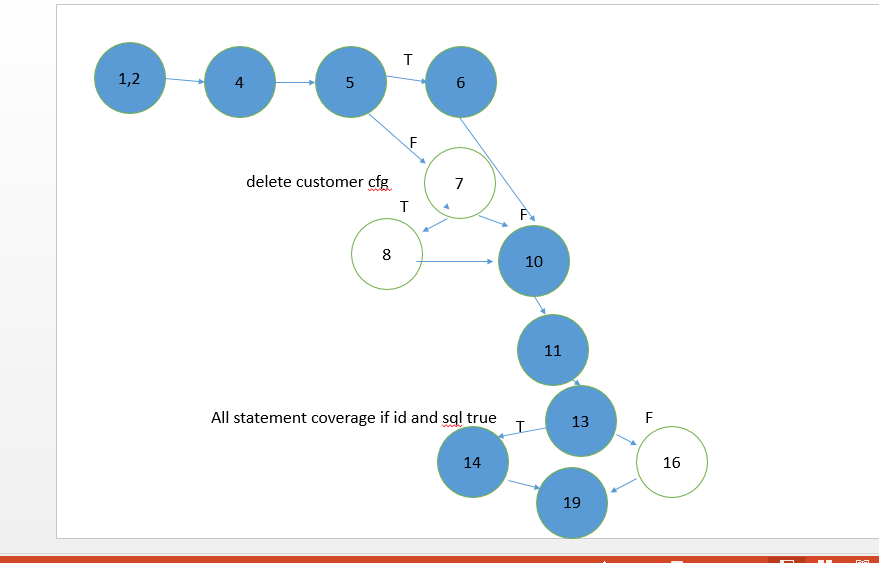 T
1,2
4
5
6
F
delete customer cfg
7
T
F
8
10
11
All statement coverage if id and sql true
T
13
F
14
16
19